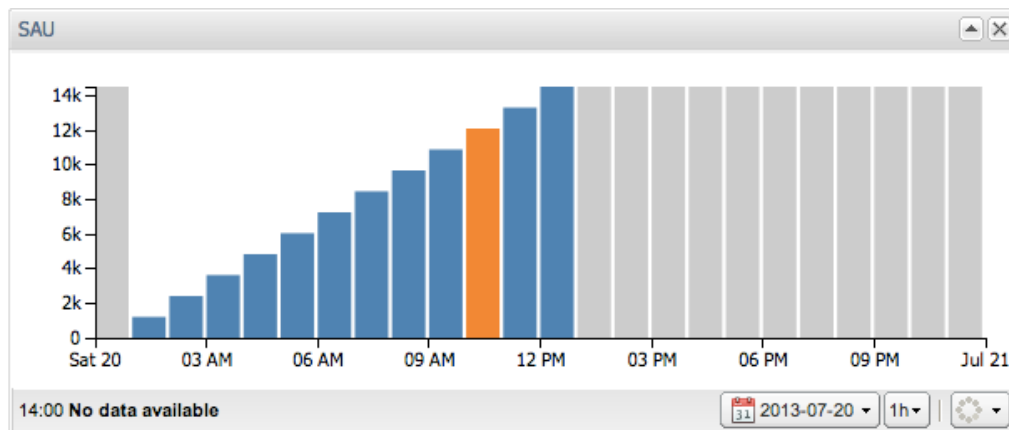 SAU
14k
12k
10k
8k
6k
4k
2k
0
Sat 20 03 AM 06 AM 09 AM 12 PM 03 PM 06 PM 09 PM Jul 21
14:00 No data available 31 2013-07-20 1h